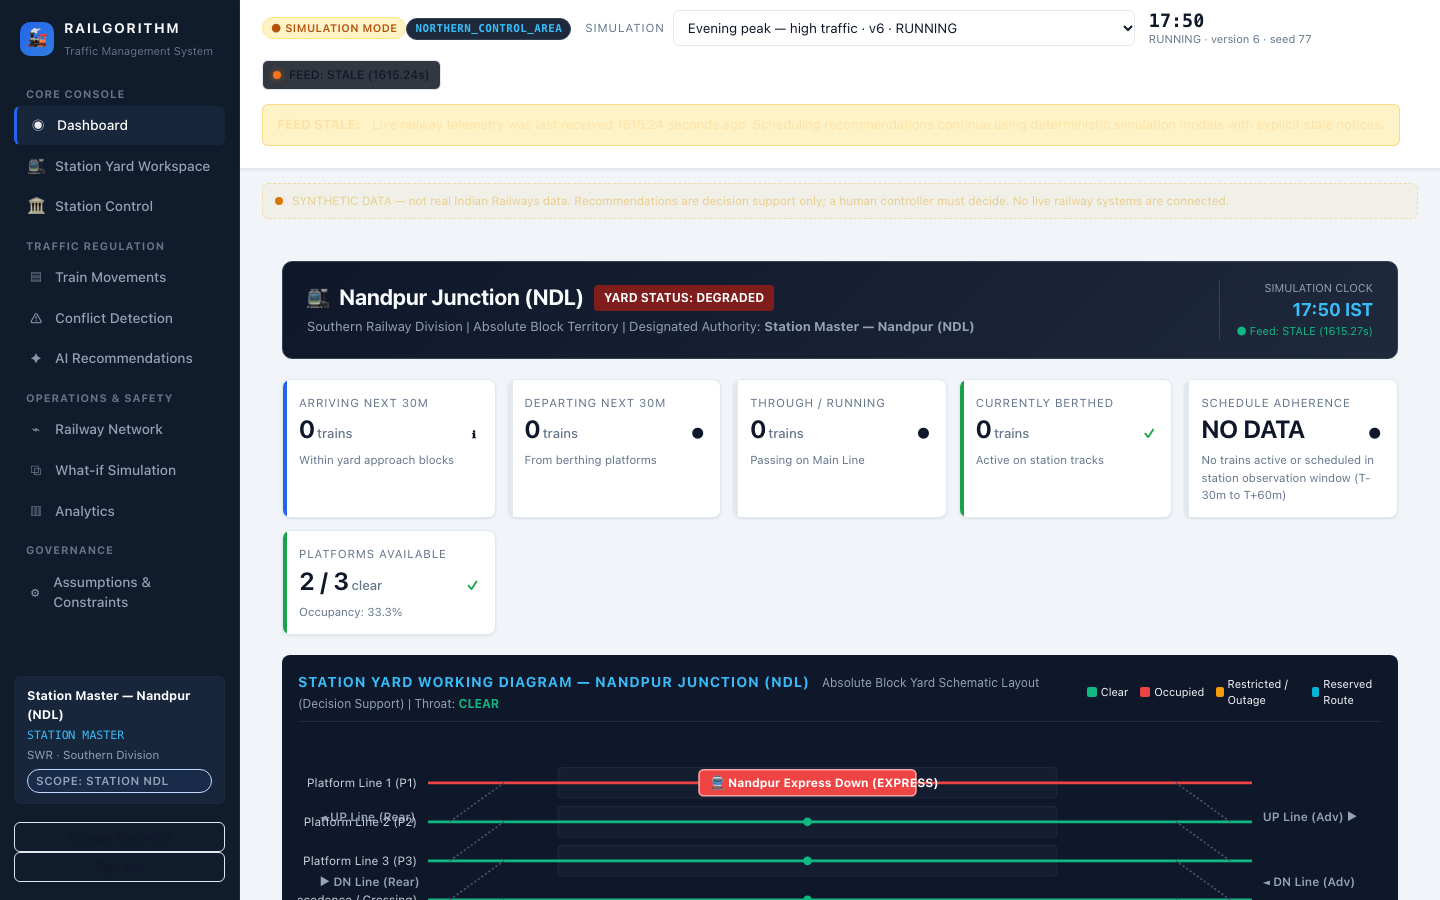 RAILGORITHM
Traffic Management System
CORE CONSOLE
Dashboard
Station Yard Workspace
Station Control
TRAFFIC REGULATION
Train Movements
Conflict Detection
AI Recommendations
OPERATIONS & SAFETY
Railway Network
What-if Simulation
Analytics
GOVERNANCE
Assumptions &
Constraints
Station Master — Nandpur
(NDL)
STATION MASTER
SWR · Southern Division
SCOPE: STATION NDL
SIMULATION MODE
NORTHERN_CONTROL_AREA
SIMULATION
Evening peak — high traffic · v6 · RUNNING
17:50
RUNNING · version 6 · seed 77
FEED: STALE (1615.24s)
FEED STALE: Live railway telemetry was last received 1615.24 seconds ago. Scheduling recommendations continue using deterministic simulation models with explicit stale notices.
SYNTHETIC DATA — not real Indian Railways data. Recommendations are decision support only; a human controller must decide. No live railway systems are connected.
Nandpur Junction (NDL)
YARD STATUS: DEGRADED
Southern Railway Division | Absolute Block Territory | Designated Authority: Station Master — Nandpur (NDL)
SIMULATION CLOCK
17:50 IST
Feed: STALE (1615.27s)
ARRIVING NEXT 30M
0 trains
Within yard approach blocks
DEPARTING NEXT 30M
0 trains
From berthing platforms
THROUGH / RUNNING
0 trains
Passing on Main Line
CURRENTLY BERTHED
0 trains
Active on station tracks
SCHEDULE ADHERENCE
NO DATA
No trains active or scheduled in
station observation window (T-
30m to T+60m)
PLATFORMS AVAILABLE
2 / 3 clear
Occupancy: 33.3%
STATION YARD WORKING DIAGRAM — NANDPUR JUNCTION (NDL) Absolute Block Yard Schematic Layout
(Decision Support) | Throat: CLEAR
Clear
Occupied
Restricted /
Outage
Reserved
Route
Platform Line 1 (P1)
Nandpur Express Down (EXPRESS)
◄ UP Line (Rear)
Platform Line 2 (P2)
UP Line (Adv) ▶
Platform Line 3 (P3)
▶ DN Line (Rear)
◄ DN Line (Adv)
cedence / Crossing)